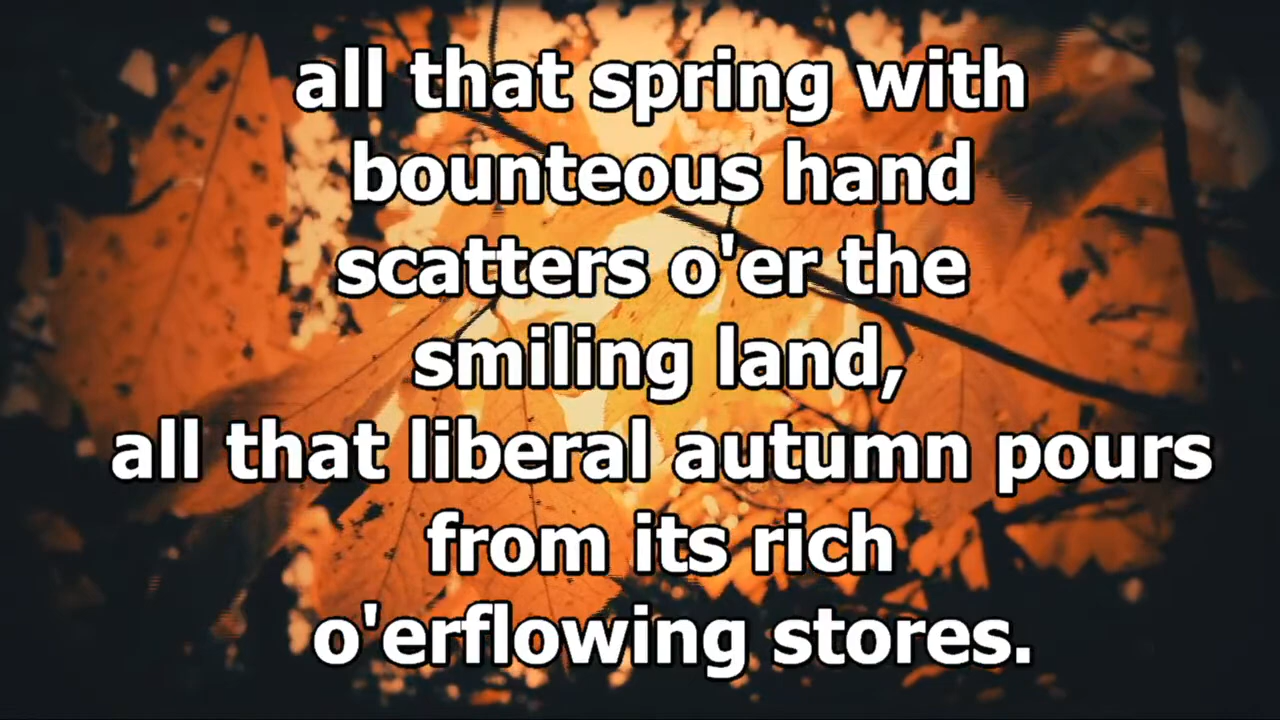 all that spring with
bounteous hand
scatters o'er the
smiling land,
all that liberal autumn pours
from its rich
o'erflowing stores.